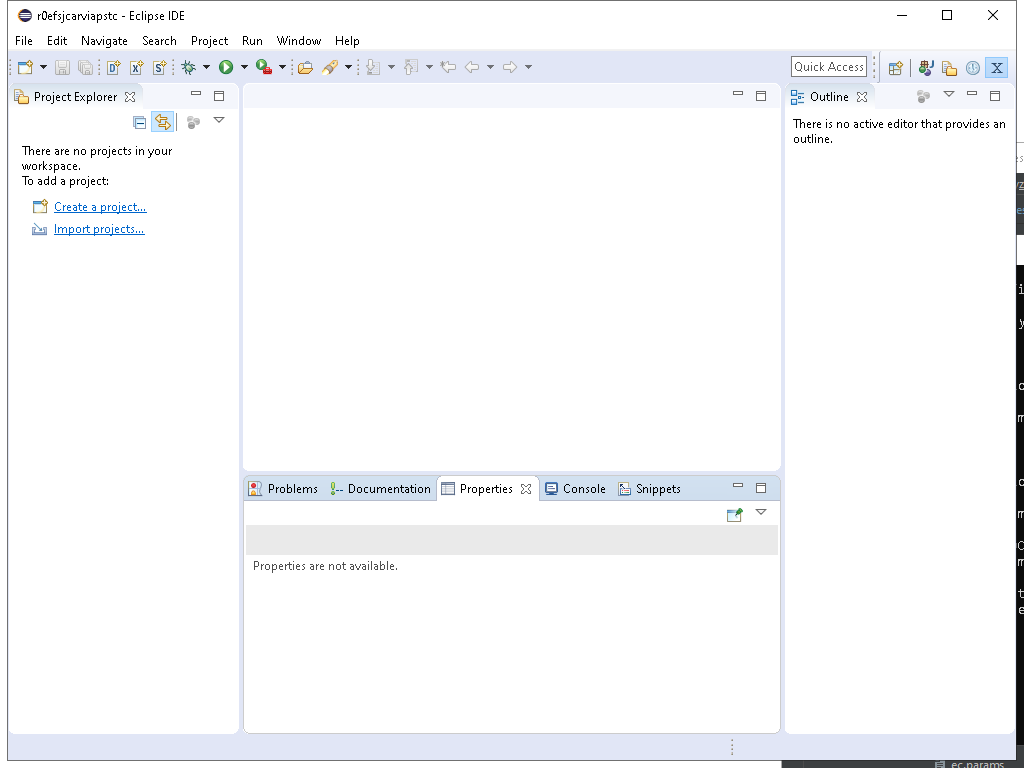 r0efsjcarviapstc - Eclipse IDE
File Edit Navigate Search Project Run Window Help
Quick Access
Project Explorer
Outline
There are no projects in your
workspace.
To add a project:
Create a project...
Import projects...
There is no active editor that provides an
outline.
Problems Documentation Properties Console Snippets
Properties are not available.
ec.params